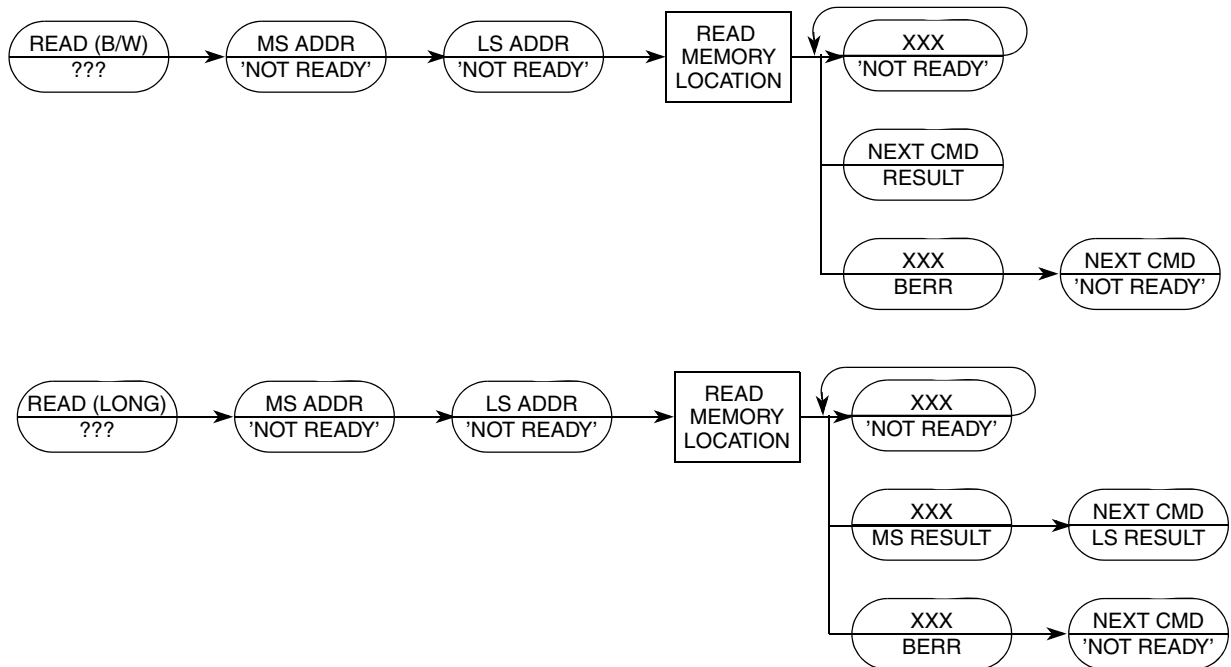 READ (B/W)
???
MS ADDR
'NOT READY'
LS ADDR
'NOT READY'
READ
MEMORY
LOCATION
XXX
'NOT READY'
NEXT CMD
RESULT
XXX
BERR
NEXT CMD
'NOT READY'
READ (LONG)
???
MS ADDR
'NOT READY'
LS ADDR
'NOT READY'
READ
MEMORY
LOCATION
XXX
'NOT READY'
XXX
MS RESULT
NEXT CMD
LS RESULT
XXX
BERR
NEXT CMD
'NOT READY'